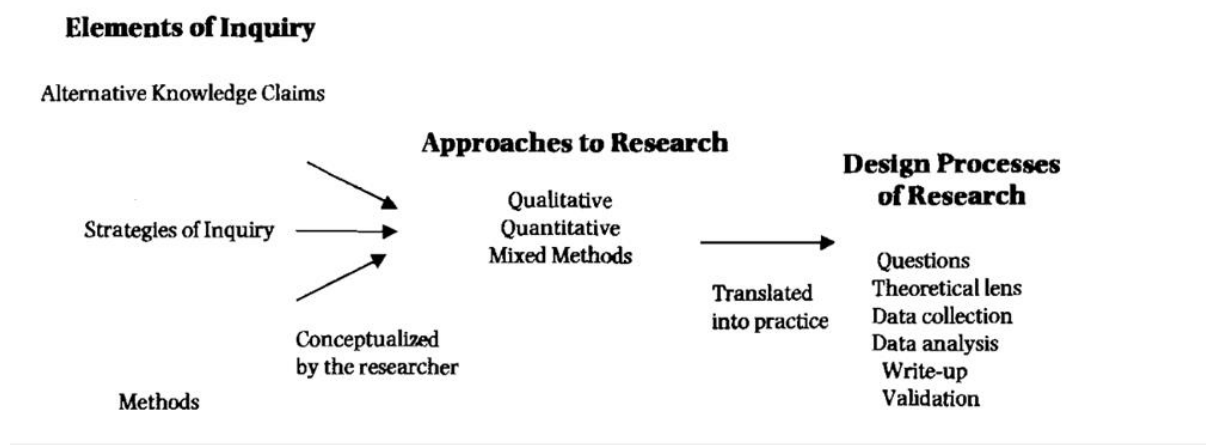 Elements of Inquiry
Alternative Knowledge Claims
Strategies of Inquiry
Conceptualized
by the researcher
Methods
Approaches to Research
Qualitative
Quantitative
Mixed Methods
Translated
into practice
Design Processes
of Research
Questions
Theoretical lens
Data collection
Data analysis
Write-up
Validation